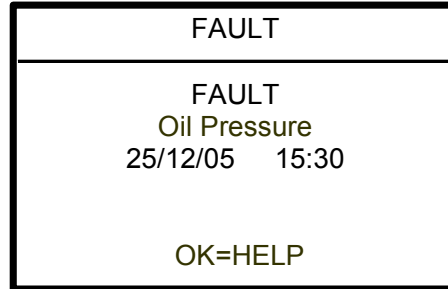 FAULT
FAULT
Oil Pressure
25/12/05 15:30
OK=HELP